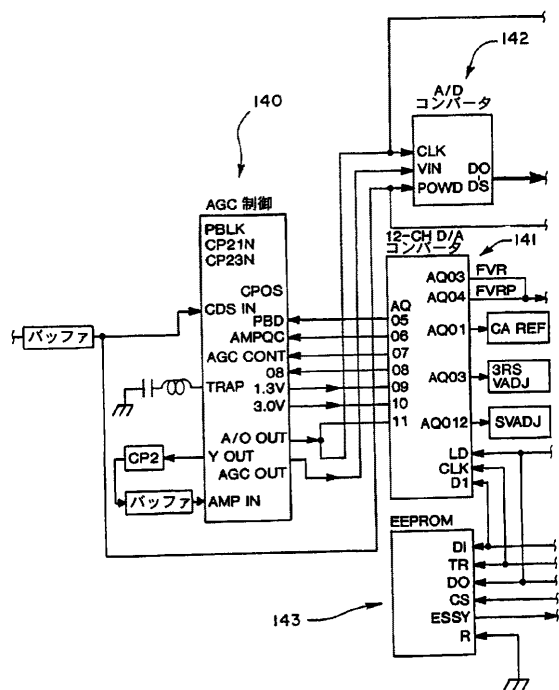 142
A/D
コンバータ
140
CLK
VIN
POWD
DO
DS
AGC 制御
PBLK
CP21N
CP23N
CPOS
CDS IN
PBD
AMPQC
AGC CONT
08
TRAP
1.3V
3.0V
A/O OUT
Y OUT
AGC OUT
AMP IN
バッファ
CP2
バッファ
12-CH D/A
コンバータ
141
AQ
05
06
07
08
09
10
11
AQ03
FVR
AQ04
FVRP
AQ01
CA REF
AQ03
3RS
VADJ
AQ012
SVADJ
LD
CLK
D1
EEPROM
DI
TR
DO
CS
ESSY
R
143